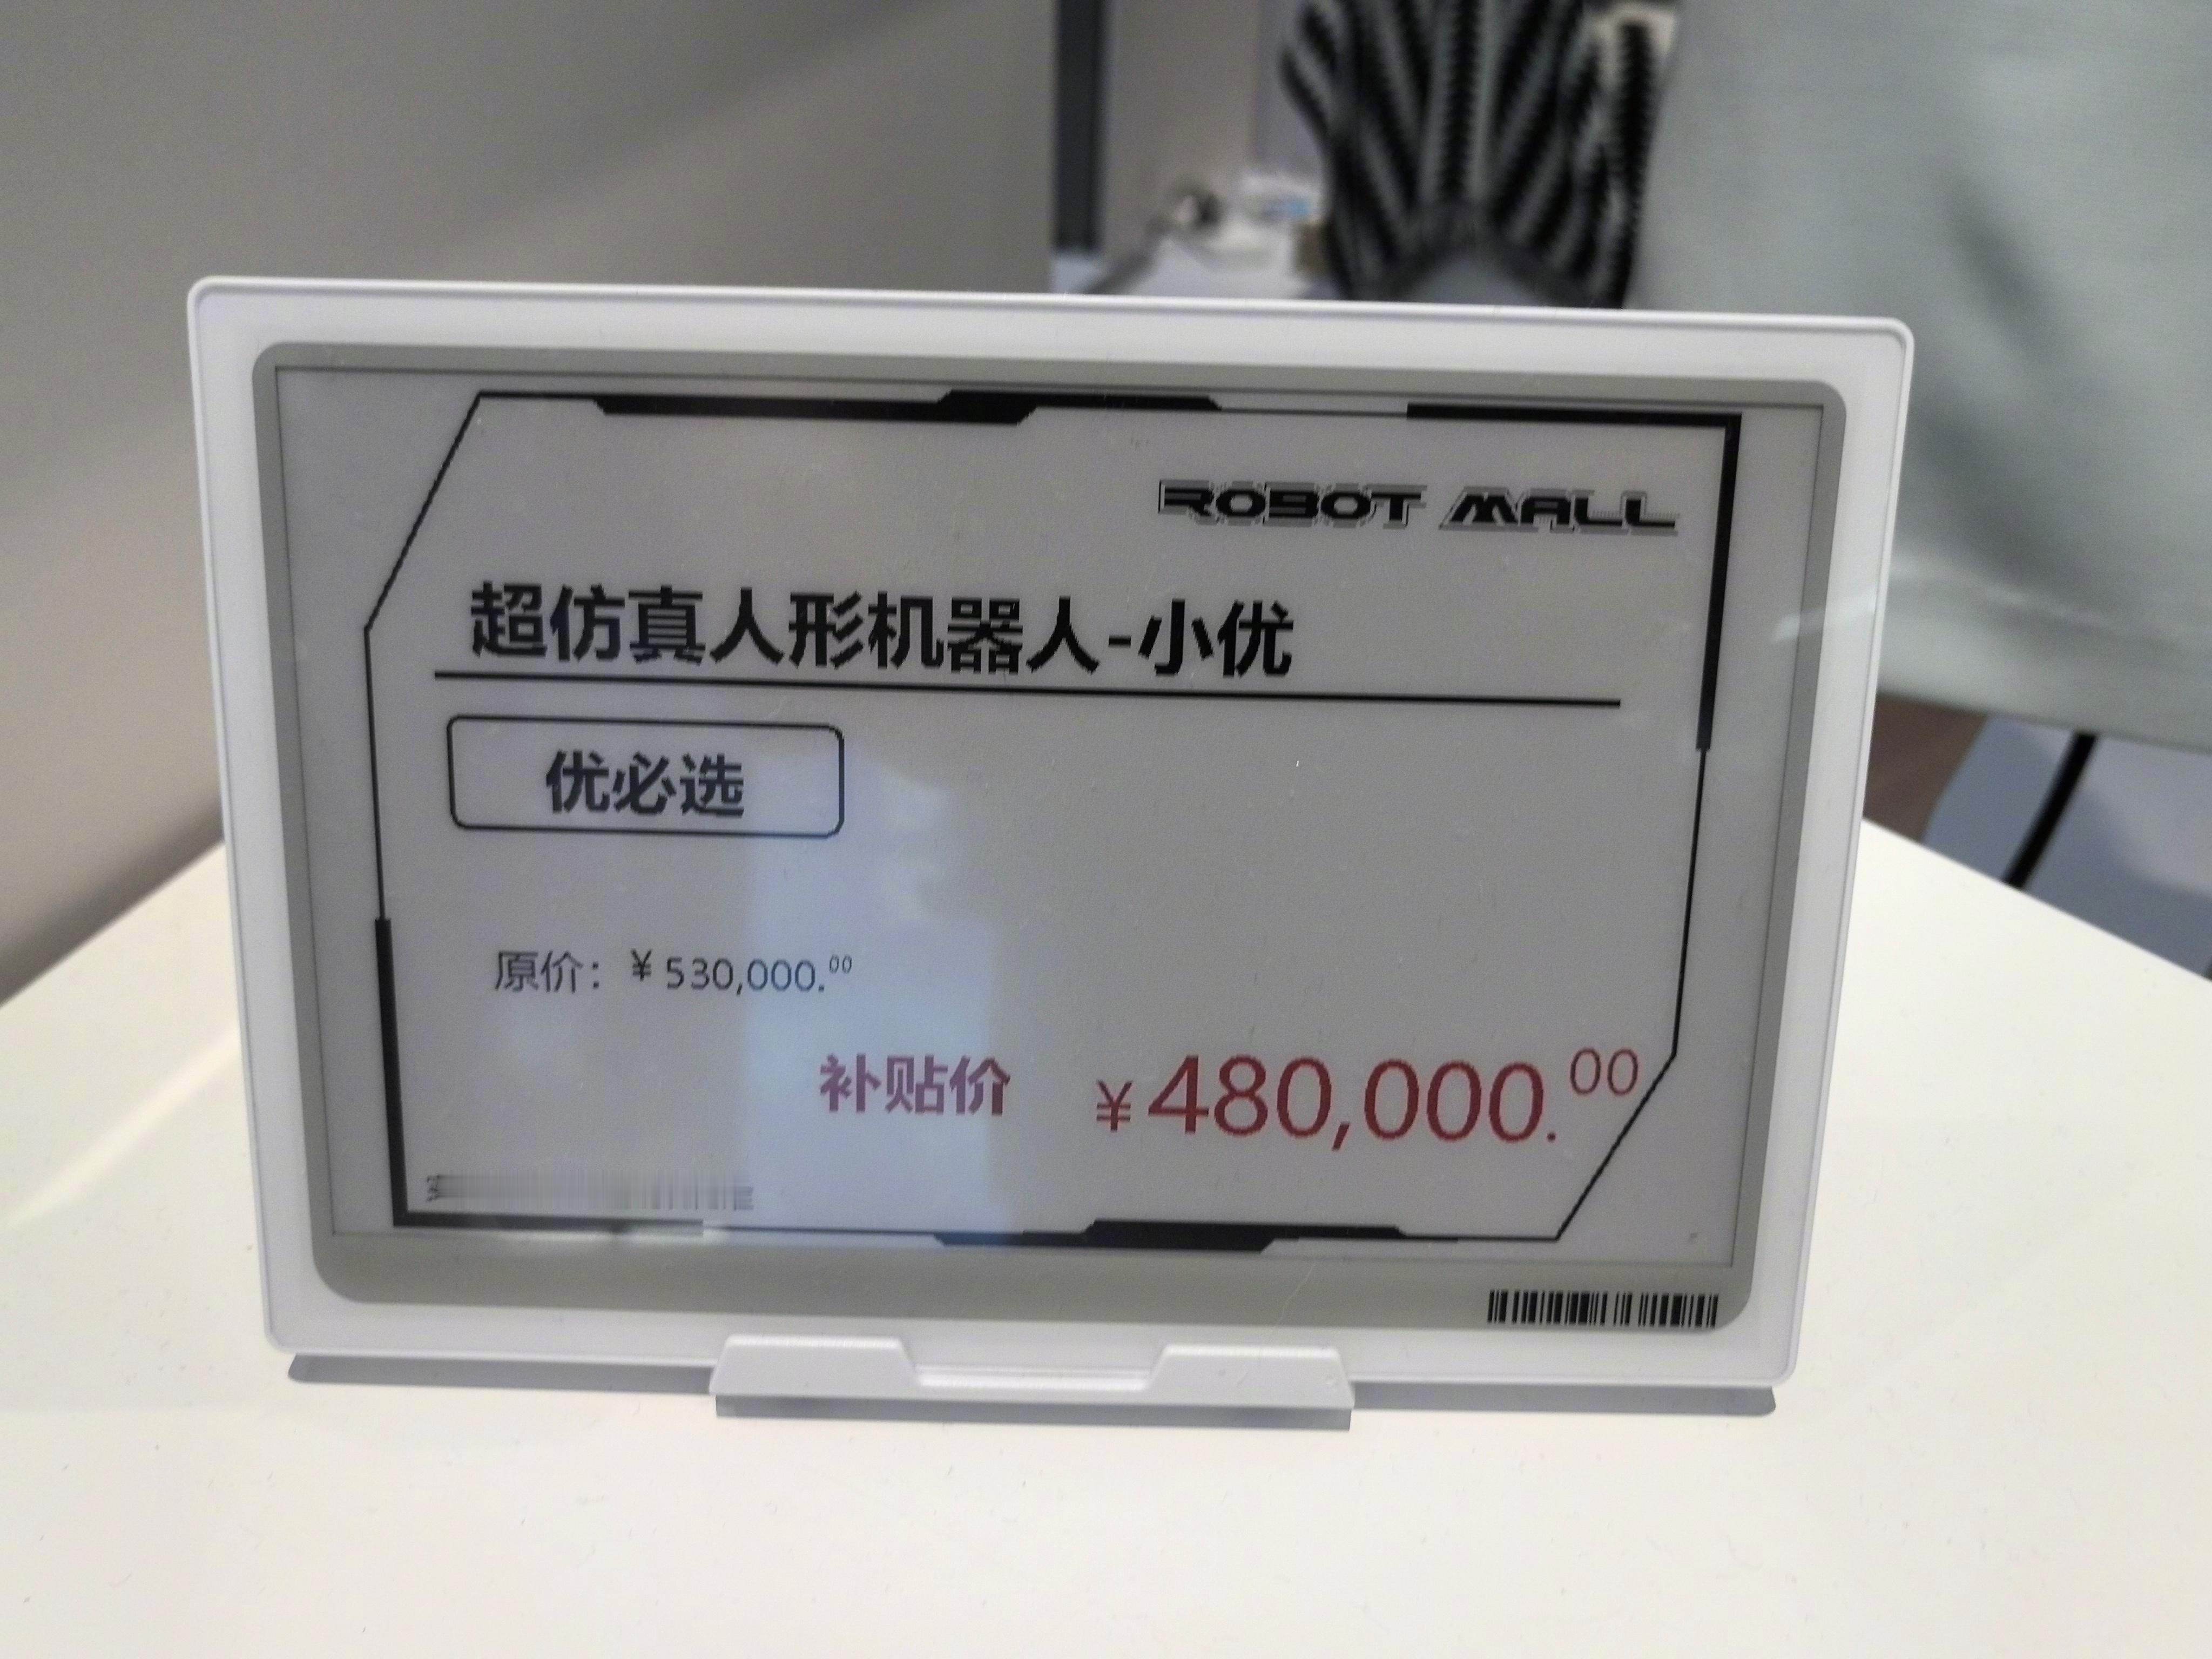 ROBOT MALL
超仿真人形机器人-小优
优必选
原价：￥530,000.00
补贴价 ￥480,000.00